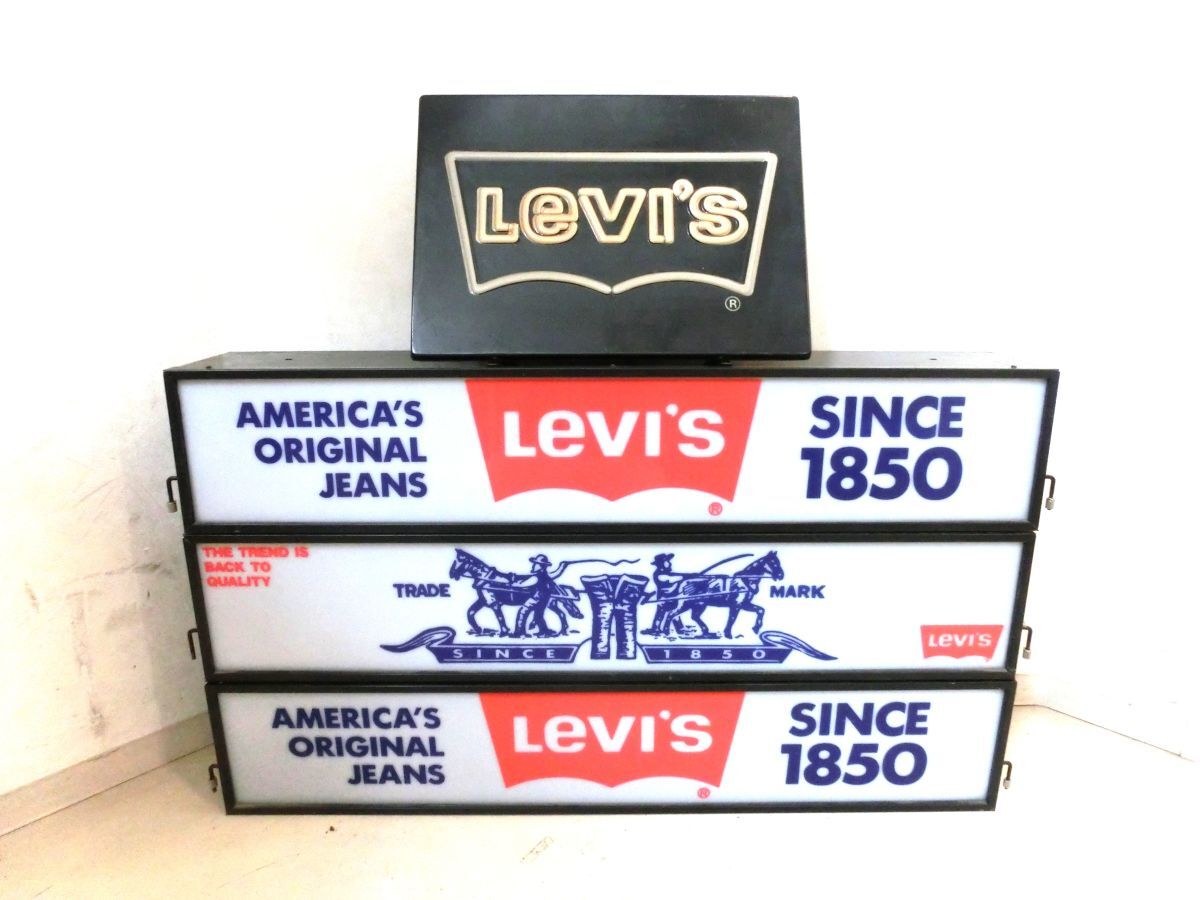 Levi's
®
AMERICA'S
ORIGINAL
JEANS
Levi's
®
SINCE
1850
THE TREND IS
BACK TO
QUALITY
TRADE MARK
SINCE 1850
Levi's
AMERICA'S
ORIGINAL
JEANS
Levi's
®
SINCE
1850